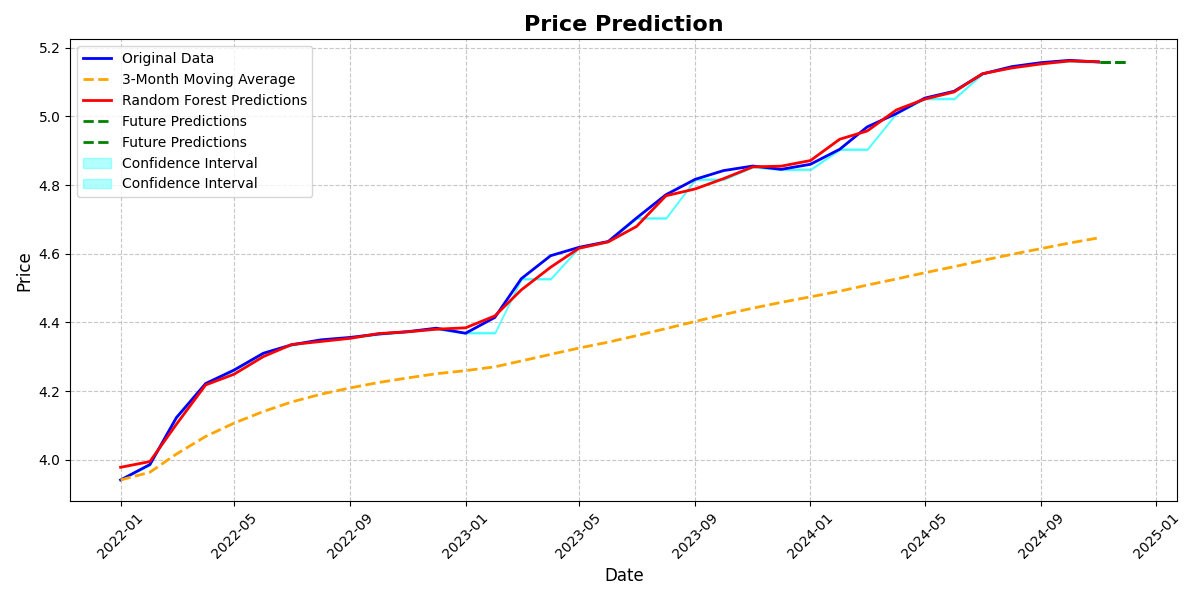 Price Prediction
5.2
5.0
4.8
4.6
4.4
4.2
4.0
Price
Original Data
3-Month Moving Average
Random Forest Predictions
Future Predictions
Future Predictions
Confidence Interval
Confidence Interval
2022-01
2022-05
2022-09
2023-01
2023-05
2023-09
2024-01
2024-05
2024-09
2025-01
Date